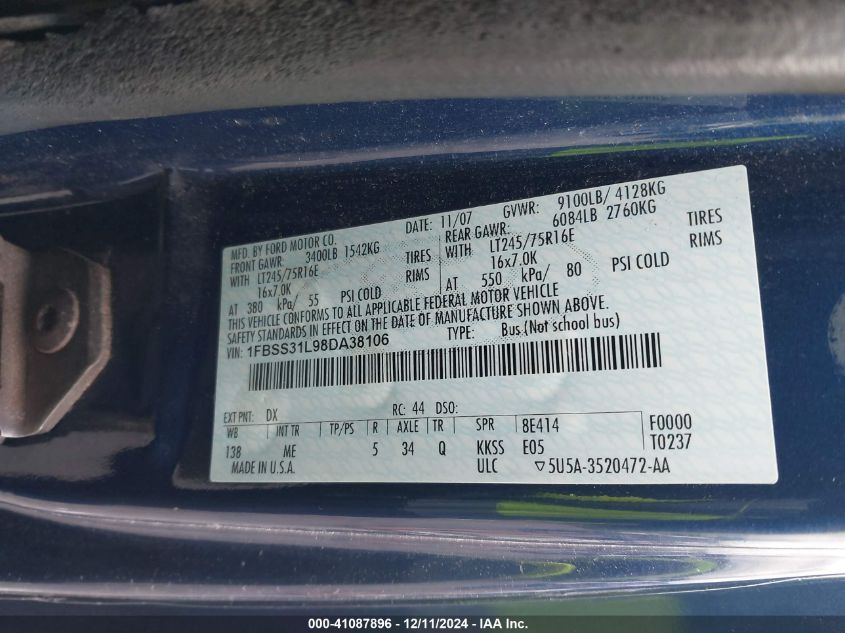 MFD. BY FORD MOTOR CO. DATE: 11/07 GVWR: 9100LB/ 4128KG
FRONT GAWR: 3400LB 1542KG REAR GAWR: 6084LB 2760KG
WITH LT245/75R16E TIRES WITH LT245/75R16E TIRES
16x7.0K RIMS 16x7.0K RIMS
AT 380 kPa/ 55 PSI COLD AT 550 kPa/ 80 PSI COLD
THIS VEHICLE CONFORMS TO ALL APPLICABLE FEDERAL MOTOR VEHICLE
SAFETY STANDARDS IN EFFECT ON THE DATE OF MANUFACTURE SHOWN ABOVE.
VIN: 1FBSS31L98DA38106 TYPE: Bus (Not school bus)
EXT PNT: DX RC: 44 DSO:
WB INT TR TP/PS R AXLE TR SPR 8E414 F0000
138 ME 5 34 Q KKSS E05 T0237
MADE IN U.S.A. ULC ▽5U5A-3520472-AA
000-41087896 - 12/11/2024 - IAA Inc.